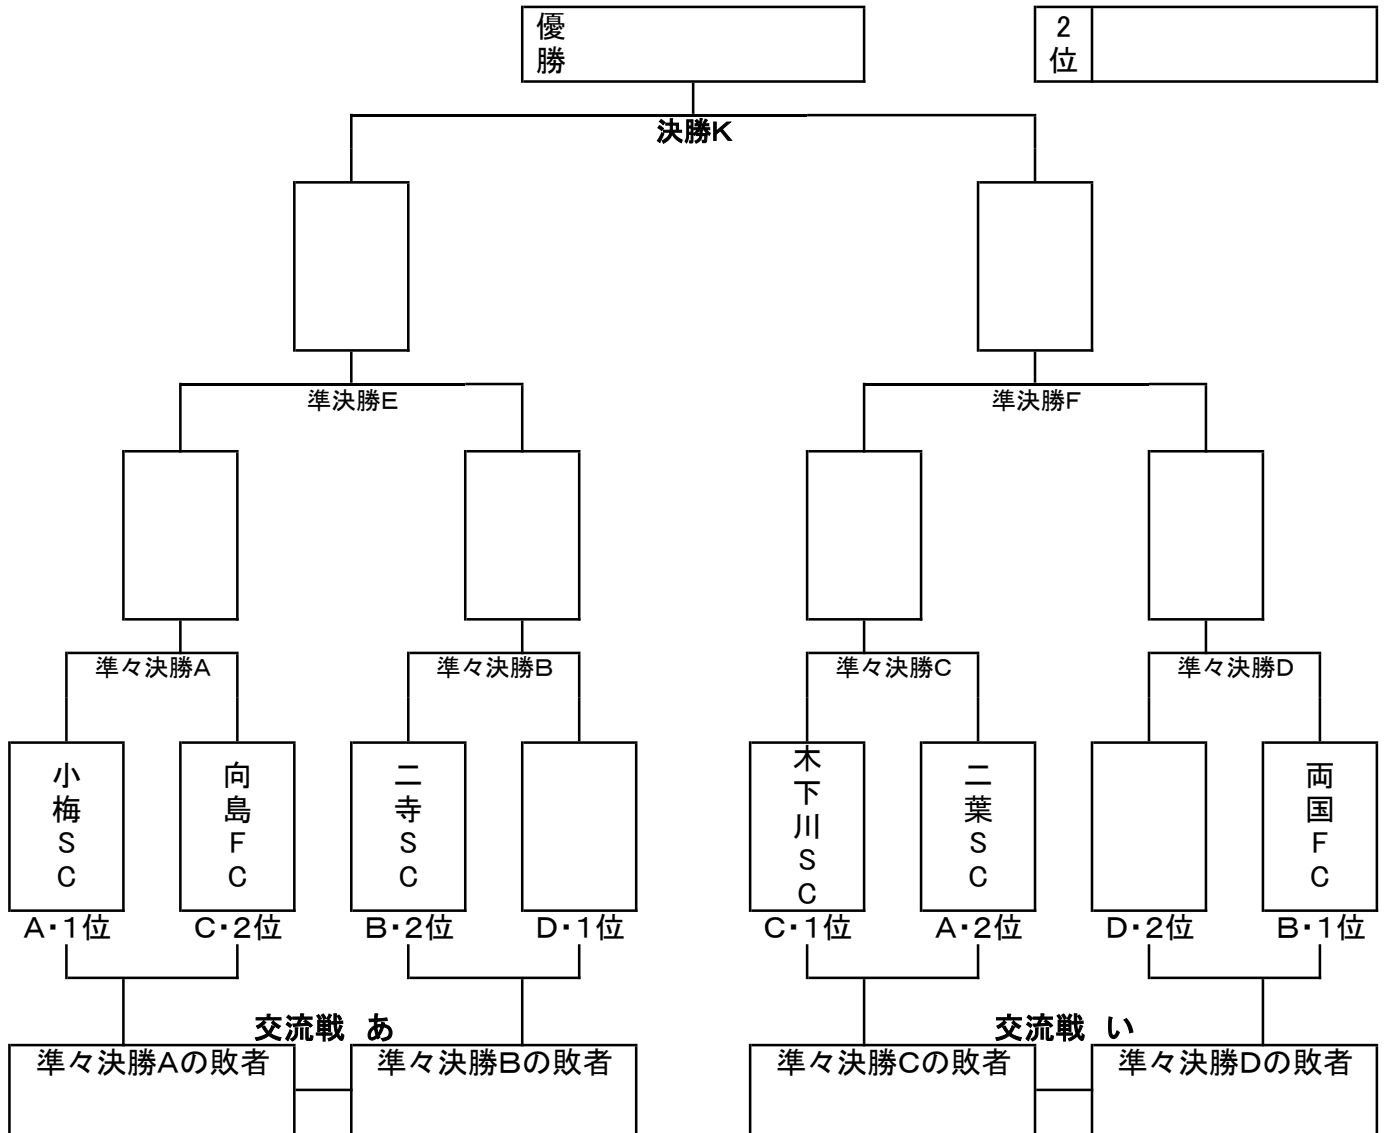 優勝
2位
決勝K
準決勝E
準決勝F
準々決勝A
準々決勝B
準々決勝C
準々決勝D
小梅SC
向島FC
二寺SC
木下川SC
二葉SC
両国FC
A・1位
C・2位
B・2位
D・1位
C・1位
A・2位
D・2位
B・1位
交流戦 あ
交流戦 い
準々決勝Aの敗者
準々決勝Bの敗者
準々決勝Cの敗者
準々決勝Dの敗者